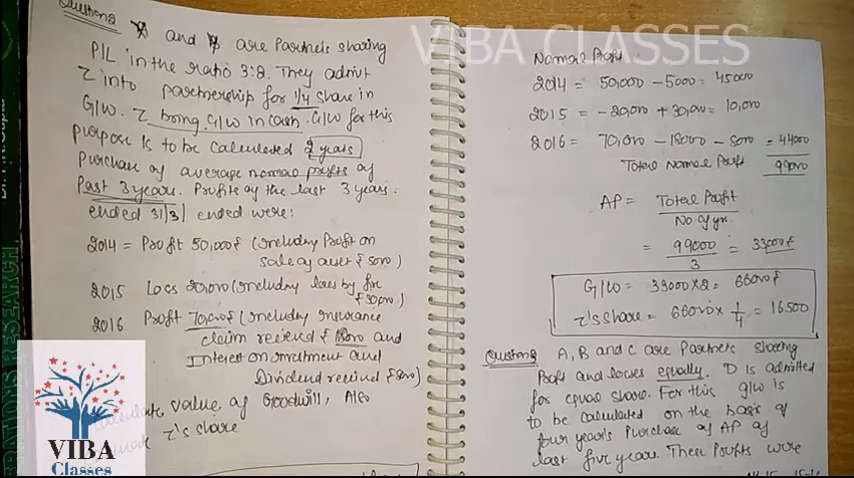 Question
X and Y are Partners sharing
P/L in the ratio 3:2. They admit
Z into partnership for 1/4 share in
G/W. Z bring G/W in cash. G/W for this
purpose is to be calculated 2 years
Purchase of average normal profits of
Past 3 years. Profits of the last 3 years
ended 31/3/ ended were:
2014 = Profit 50,000₹ (Including Profit on
sale of asset ₹ 5000)
2015 Loss 20,000 (Including loss by fire
₹ 30,000)
2016 Profit 70,000₹ (Including Insurance
claim received ₹ 18000 and
Interest on investment and
Dividend received ₹ 8000)
value of Goodwill, Also
Z's share
VIBA
Classes
VIBA CLASSES
Normal Profit
2014 = 50,000 - 5000 = 45000
2015 = - 20,000 + 30,000 = 10,000
2016 = 70,000 - 18000 - 8000 = 44000
Total Normal Profit 99000
AP = Total Profit
No. of yr.
= 99000 = 33000₹
3
G/W = 33000 x 2 = 66000₹
Z's share = 66000 x 1/4 = 16500
Question A, B and C are Partners sharing
Profit and losses equally. D is admitted
for equal share. For this G/W is
to be calculated on the basis of
four year's Purchase of AP of
last five years. These Profits were